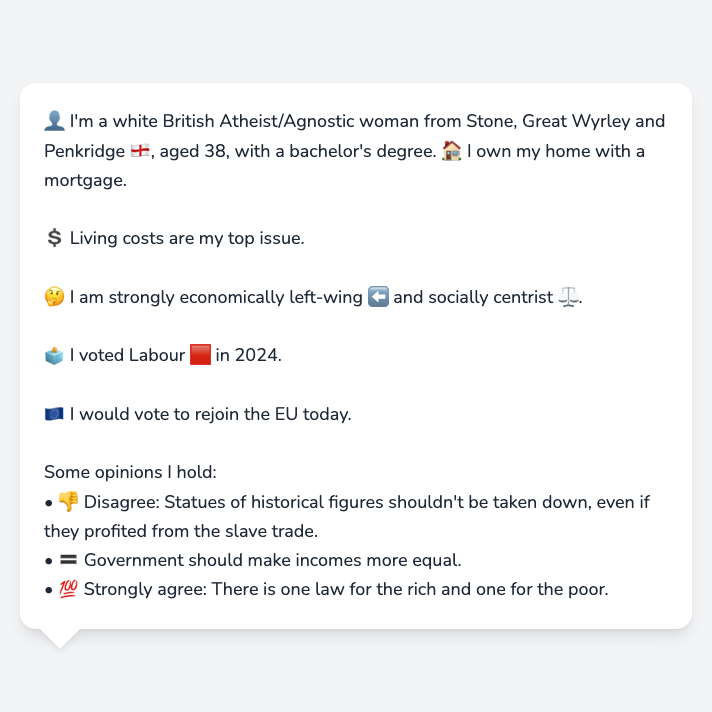 👤 I'm a white British Atheist/Agnostic woman from Stone, Great Wyrley and
Penkridge 🏴󠁧󠁢󠁥󠁮󠁧󠁿, aged 38, with a bachelor's degree. 🏠 I own my home with a
mortgage.
💲 Living costs are my top issue.
🤔 I am strongly economically left-wing ⬅️ and socially centrist ⚖️.
🗳️ I voted Labour 🟥 in 2024.
🇪🇺 I would vote to rejoin the EU today.
Some opinions I hold:
• 👎 Disagree: Statues of historical figures shouldn't be taken down, even if
they profited from the slave trade.
• 🟰 Government should make incomes more equal.
• 💯 Strongly agree: There is one law for the rich and one for the poor.